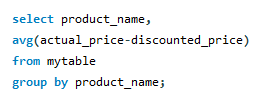 select product_name,
avg(actual_price-discounted_price)
from mytable
group by product_name;